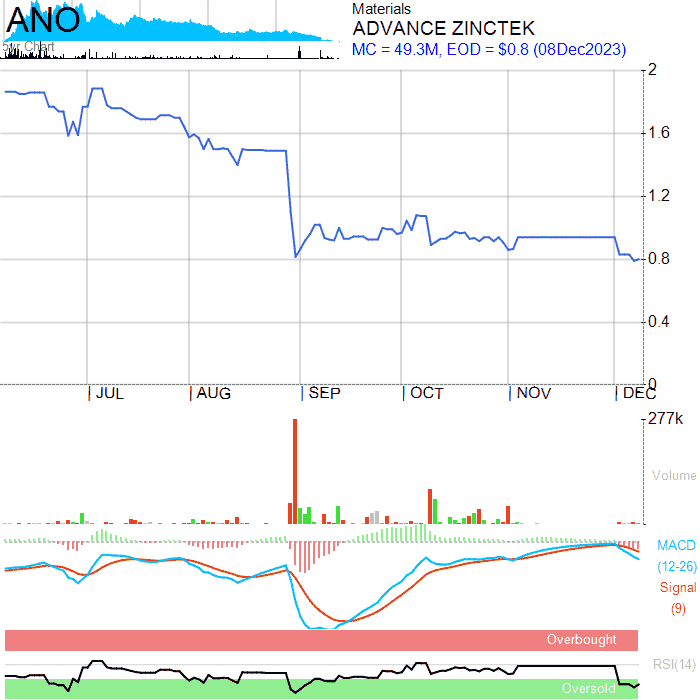 ANO
5yr Chart
Materials
ADVANCE ZINCTEK
MC = 49.3M, EOD = $0.8 (08Dec2023)
2
1.6
1.2
0.8
0.4
0
JUL
AUG
SEP
OCT
NOV
DEC
277k
Volume
MACD
(12-26)
Signal
(9)
Overbought
RSI(14)
Oversold